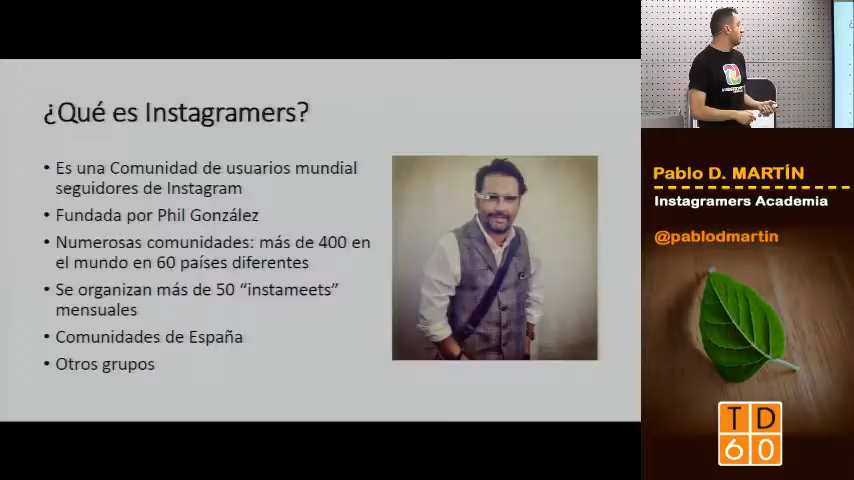 ¿Qué es Instagramers?
• Es una Comunidad de usuarios mundial
seguidores de Instagram
• Fundada por Phil González
• Numerosas comunidades: más de 400 en
el mundo en 60 países diferentes
• Se organizan más de 50 “instameets”
mensuales
• Comunidades de España
• Otros grupos
Pablo D. MARTÍN
Instagramers Academia
@pablodmartin
TD
60